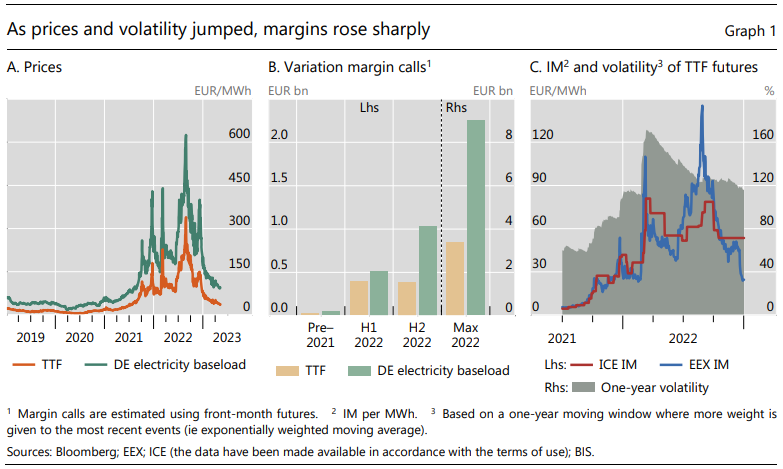 As prices and volatility jumped, margins rose sharply
Graph 1
A. Prices
B. Variation margin calls¹
C. IM² and volatility³ of TTF futures
EUR/MWh
EUR bn
EUR bn
EUR/MWh
%
600
450
300
150
0
2019 2020 2021 2022 2023
TTF DE electricity baseload
Lhs Rhs
2.0
1.5
1.0
0.5
0.0
8
6
4
2
0
Pre–2021
H1 2022
H2 2022
Max 2022
TTF DE electricity baseload
120
90
60
30
0
160
120
80
40
0
2021 2022
Lhs: ICE IM EEX IM
Rhs: One-year volatility
¹ Margin calls are estimated using front-month futures. ² IM per MWh. ³ Based on a one-year moving window where more weight is
given to the most recent events (ie exponentially weighted moving average).
Sources: Bloomberg; EEX; ICE (the data have been made available in accordance with the terms of use); BIS.